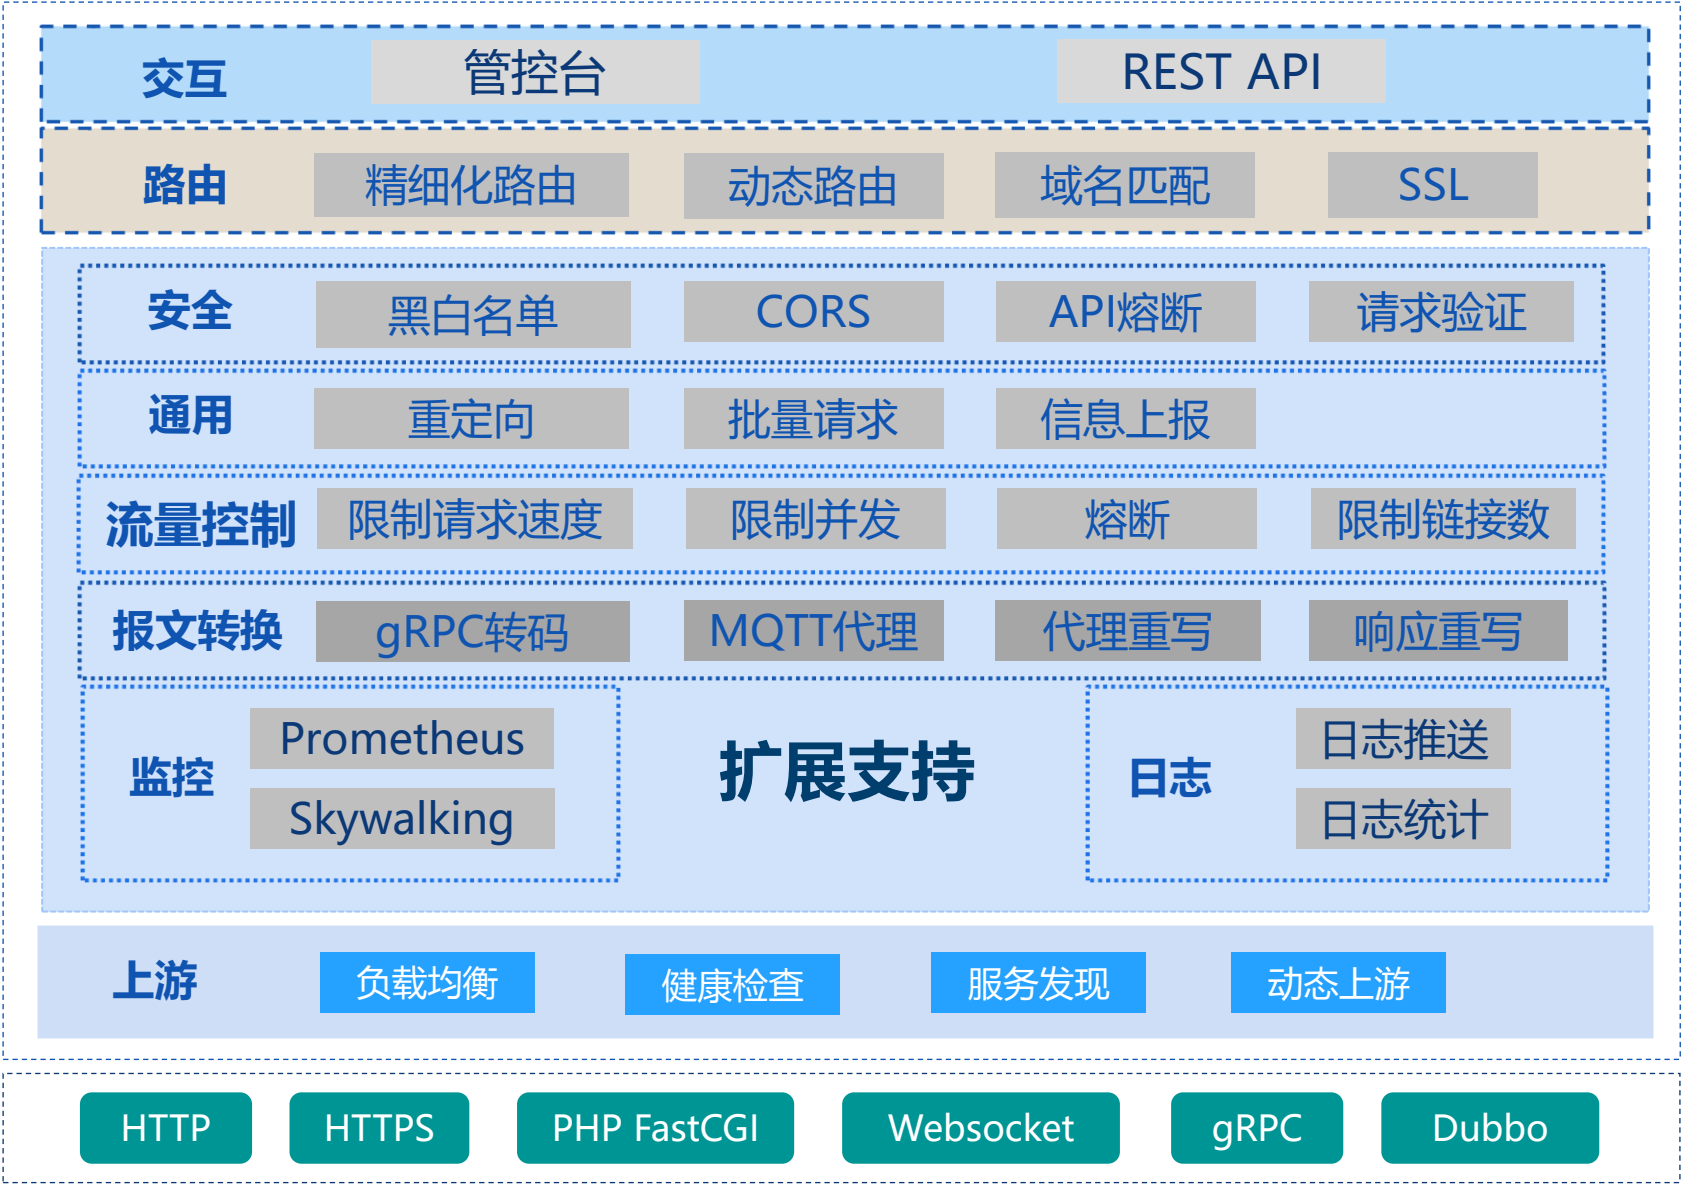 交互
管控台
REST API
路由
精细化路由
动态路由
域名匹配
SSL
安全
黑白名单
CORS
API熔断
请求验证
通用
重定向
批量请求
信息上报
流量控制
限制请求速度
限制并发
熔断
限制链接数
报文转换
gRPC转码
MQTT代理
代理重写
响应重写
监控
Prometheus
Skywalking
扩展支持
日志
日志推送
日志统计
上游
负载均衡
健康检查
服务发现
动态上游
HTTP
HTTPS
PHP FastCGI
Websocket
gRPC
Dubbo